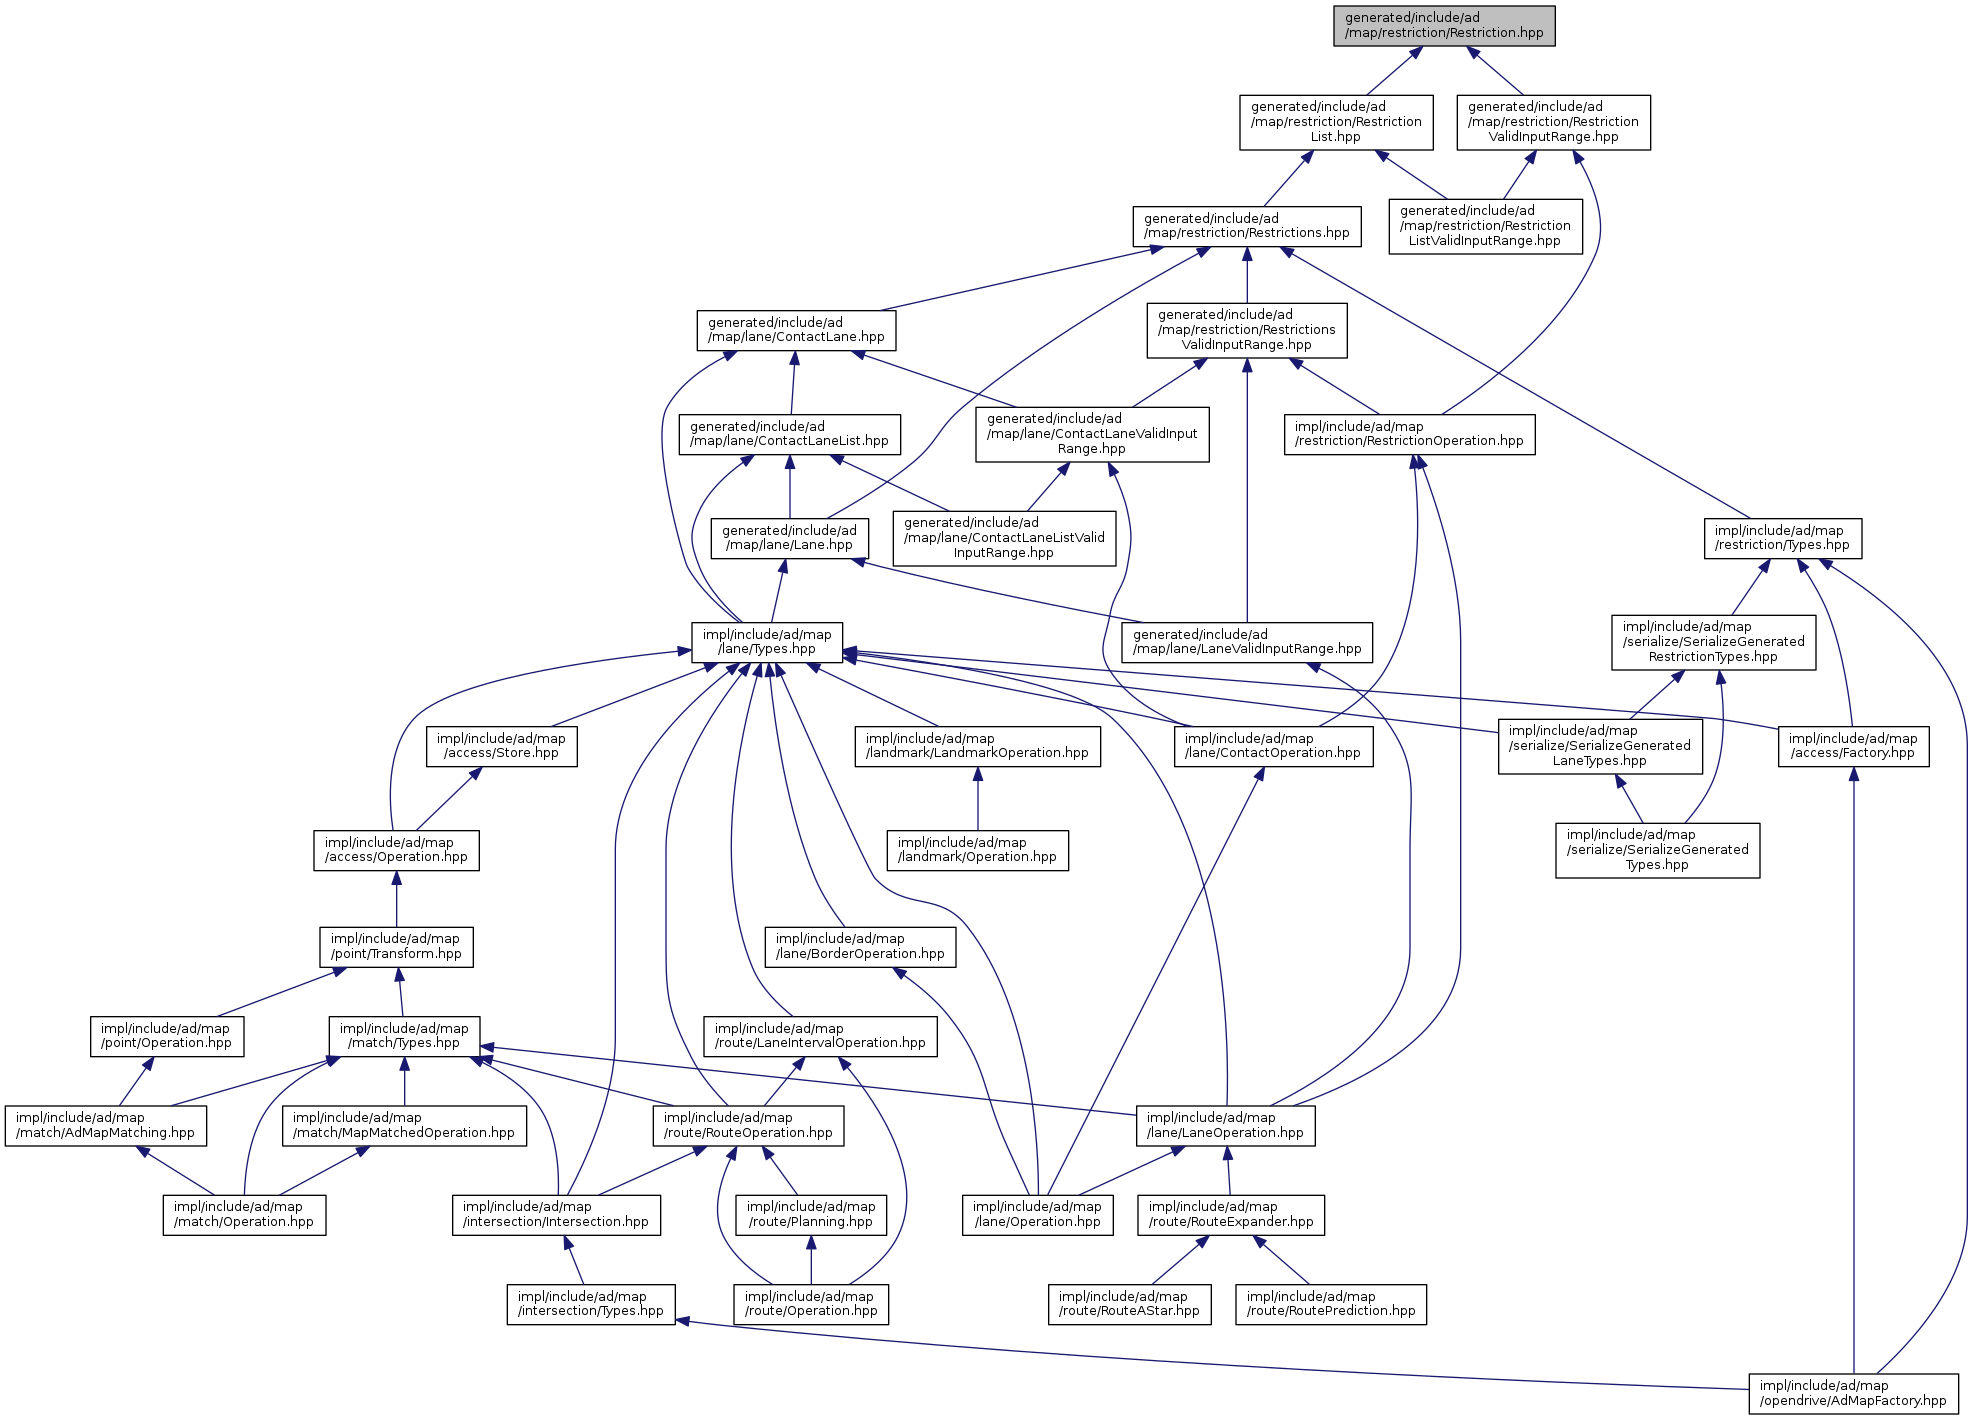 generated/include/ad
/map/restriction/Restriction.hpp
generated/include/ad
/map/restriction/Restriction
List.hpp
generated/include/ad
/map/restriction/Restriction
ValidInputRange.hpp
generated/include/ad
/map/restriction/Restrictions.hpp
generated/include/ad
/map/restriction/Restriction
ListValidInputRange.hpp
generated/include/ad
/map/lane/ContactLane.hpp
generated/include/ad
/map/restriction/Restrictions
ValidInputRange.hpp
generated/include/ad
/map/lane/ContactLaneList.hpp
generated/include/ad
/map/lane/ContactLaneValidInput
Range.hpp
impl/include/ad/map
/restriction/RestrictionOperation.hpp
generated/include/ad
/map/lane/Lane.hpp
generated/include/ad
/map/lane/ContactLaneListValid
InputRange.hpp
impl/include/ad/map
/restriction/Types.hpp
impl/include/ad/map
/lane/Types.hpp
generated/include/ad
/map/lane/LaneValidInputRange.hpp
impl/include/ad/map
/serialize/SerializeGenerated
RestrictionTypes.hpp
impl/include/ad/map
/access/Store.hpp
impl/include/ad/map
/landmark/LandmarkOperation.hpp
impl/include/ad/map
/lane/ContactOperation.hpp
impl/include/ad/map
/serialize/SerializeGenerated
LaneTypes.hpp
impl/include/ad/map
/access/Factory.hpp
impl/include/ad/map
/access/Operation.hpp
impl/include/ad/map
/landmark/Operation.hpp
impl/include/ad/map
/serialize/SerializeGenerated
Types.hpp
impl/include/ad/map
/point/Transform.hpp
impl/include/ad/map
/lane/BorderOperation.hpp
impl/include/ad/map
/point/Operation.hpp
impl/include/ad/map
/match/Types.hpp
impl/include/ad/map
/route/LaneIntervalOperation.hpp
impl/include/ad/map
/match/AdMapMatching.hpp
impl/include/ad/map
/match/MapMatchedOperation.hpp
impl/include/ad/map
/route/RouteOperation.hpp
impl/include/ad/map
/lane/LaneOperation.hpp
impl/include/ad/map
/match/Operation.hpp
impl/include/ad/map
/intersection/Intersection.hpp
impl/include/ad/map
/route/Planning.hpp
impl/include/ad/map
/lane/Operation.hpp
impl/include/ad/map
/route/RouteExpander.hpp
impl/include/ad/map
/intersection/Types.hpp
impl/include/ad/map
/route/Operation.hpp
impl/include/ad/map
/route/RouteAStar.hpp
impl/include/ad/map
/route/RoutePrediction.hpp
impl/include/ad/map
/opendrive/AdMapFactory.hpp